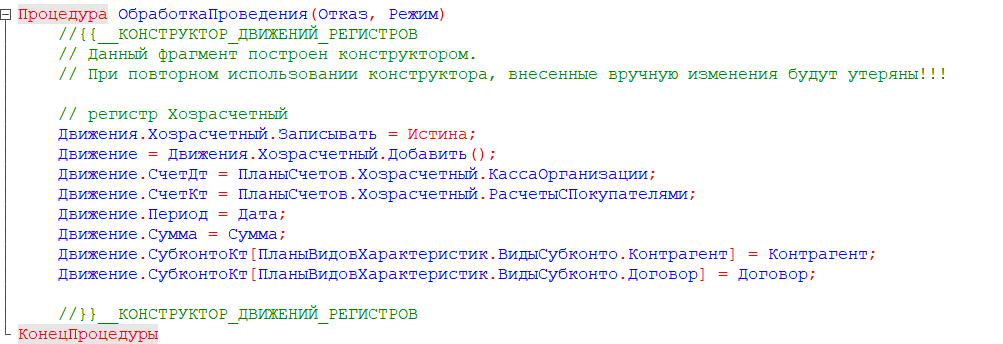 Процедура ОбработкаПроведения(Отказ, Режим)
//{{__КОНСТРУКТОР_ДВИЖЕНИЙ_РЕГИСТРОВ
// Данный фрагмент построен конструктором.
// При повторном использовании конструктора, внесенные вручную изменения будут утеряны!!!
// регистр Хозрасчетный
Движения.Хозрасчетный.Записывать = Истина;
Движение = Движения.Хозрасчетный.Добавить();
Движение.СчетДт = ПланыСчетов.Хозрасчетный.КассаОрганизации;
Движение.СчетКт = ПланыСчетов.Хозрасчетный.РасчетыСПокупателями;
Движение.Период = Дата;
Движение.Сумма = Сумма;
Движение.СубконтоКт[ПланыВидовХарактеристик.ВидыСубконто.Контрагент] = Контрагент;
Движение.СубконтоКт[ПланыВидовХарактеристик.ВидыСубконто.Договор] = Договор;
//}}__КОНСТРУКТОР_ДВИЖЕНИЙ_РЕГИСТРОВ
КонецПроцедуры